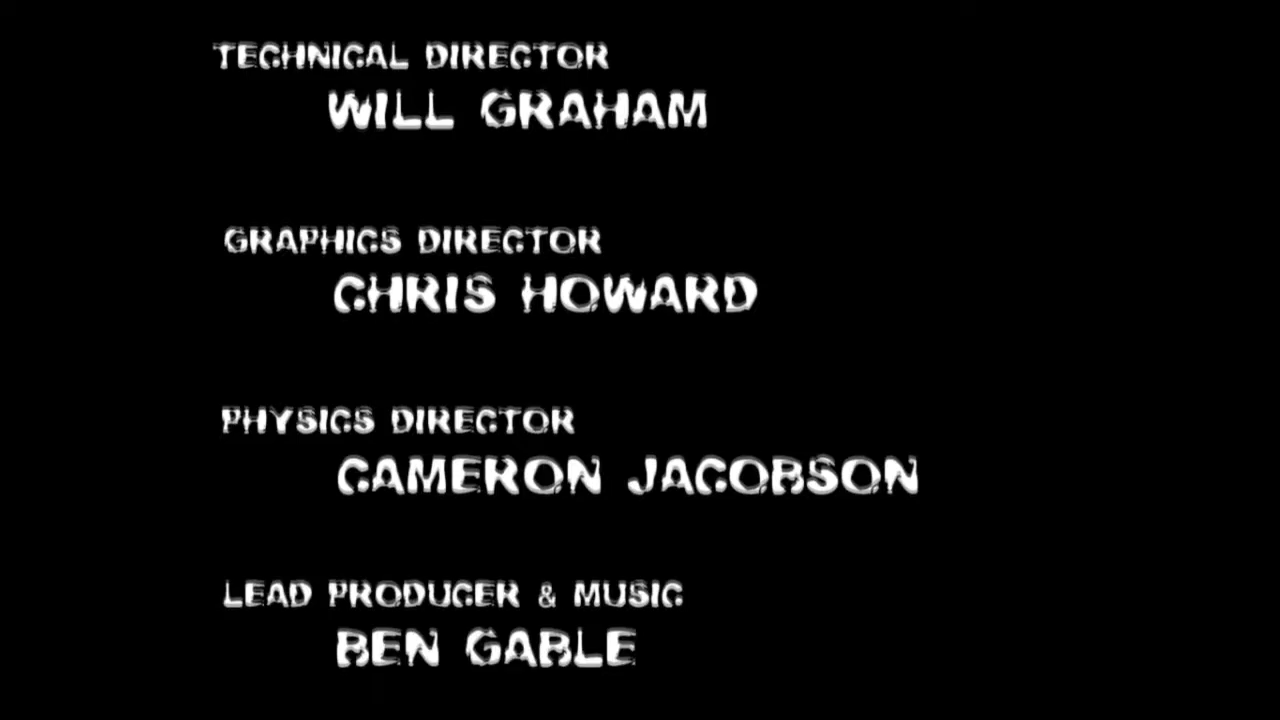 TECHNICAL DIRECTOR
WILL GRAHAM
GRAPHICS DIRECTOR
CHRIS HOWARD
PHYSICS DIRECTOR
CAMERON JACOBSON
LEAD PRODUCER & MUSIC
BEN GABLE